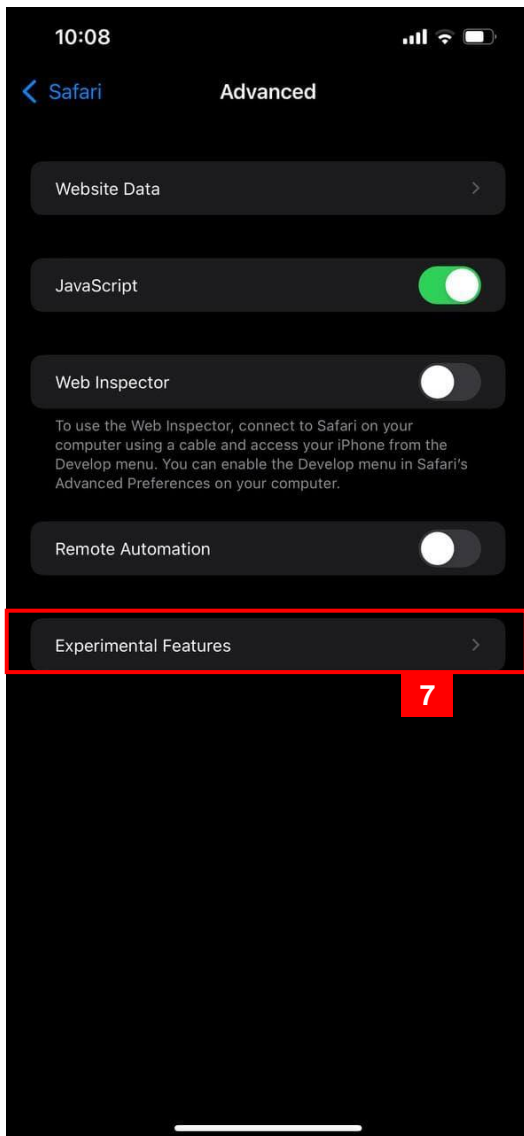 10:08
Safari
Advanced
Website Data
JavaScript
Web Inspector
To use the Web Inspector, connect to Safari on your
computer using a cable and access your iPhone from the
Develop menu. You can enable the Develop menu in Safari's
Advanced Preferences on your computer.
Remote Automation
Experimental Features
7